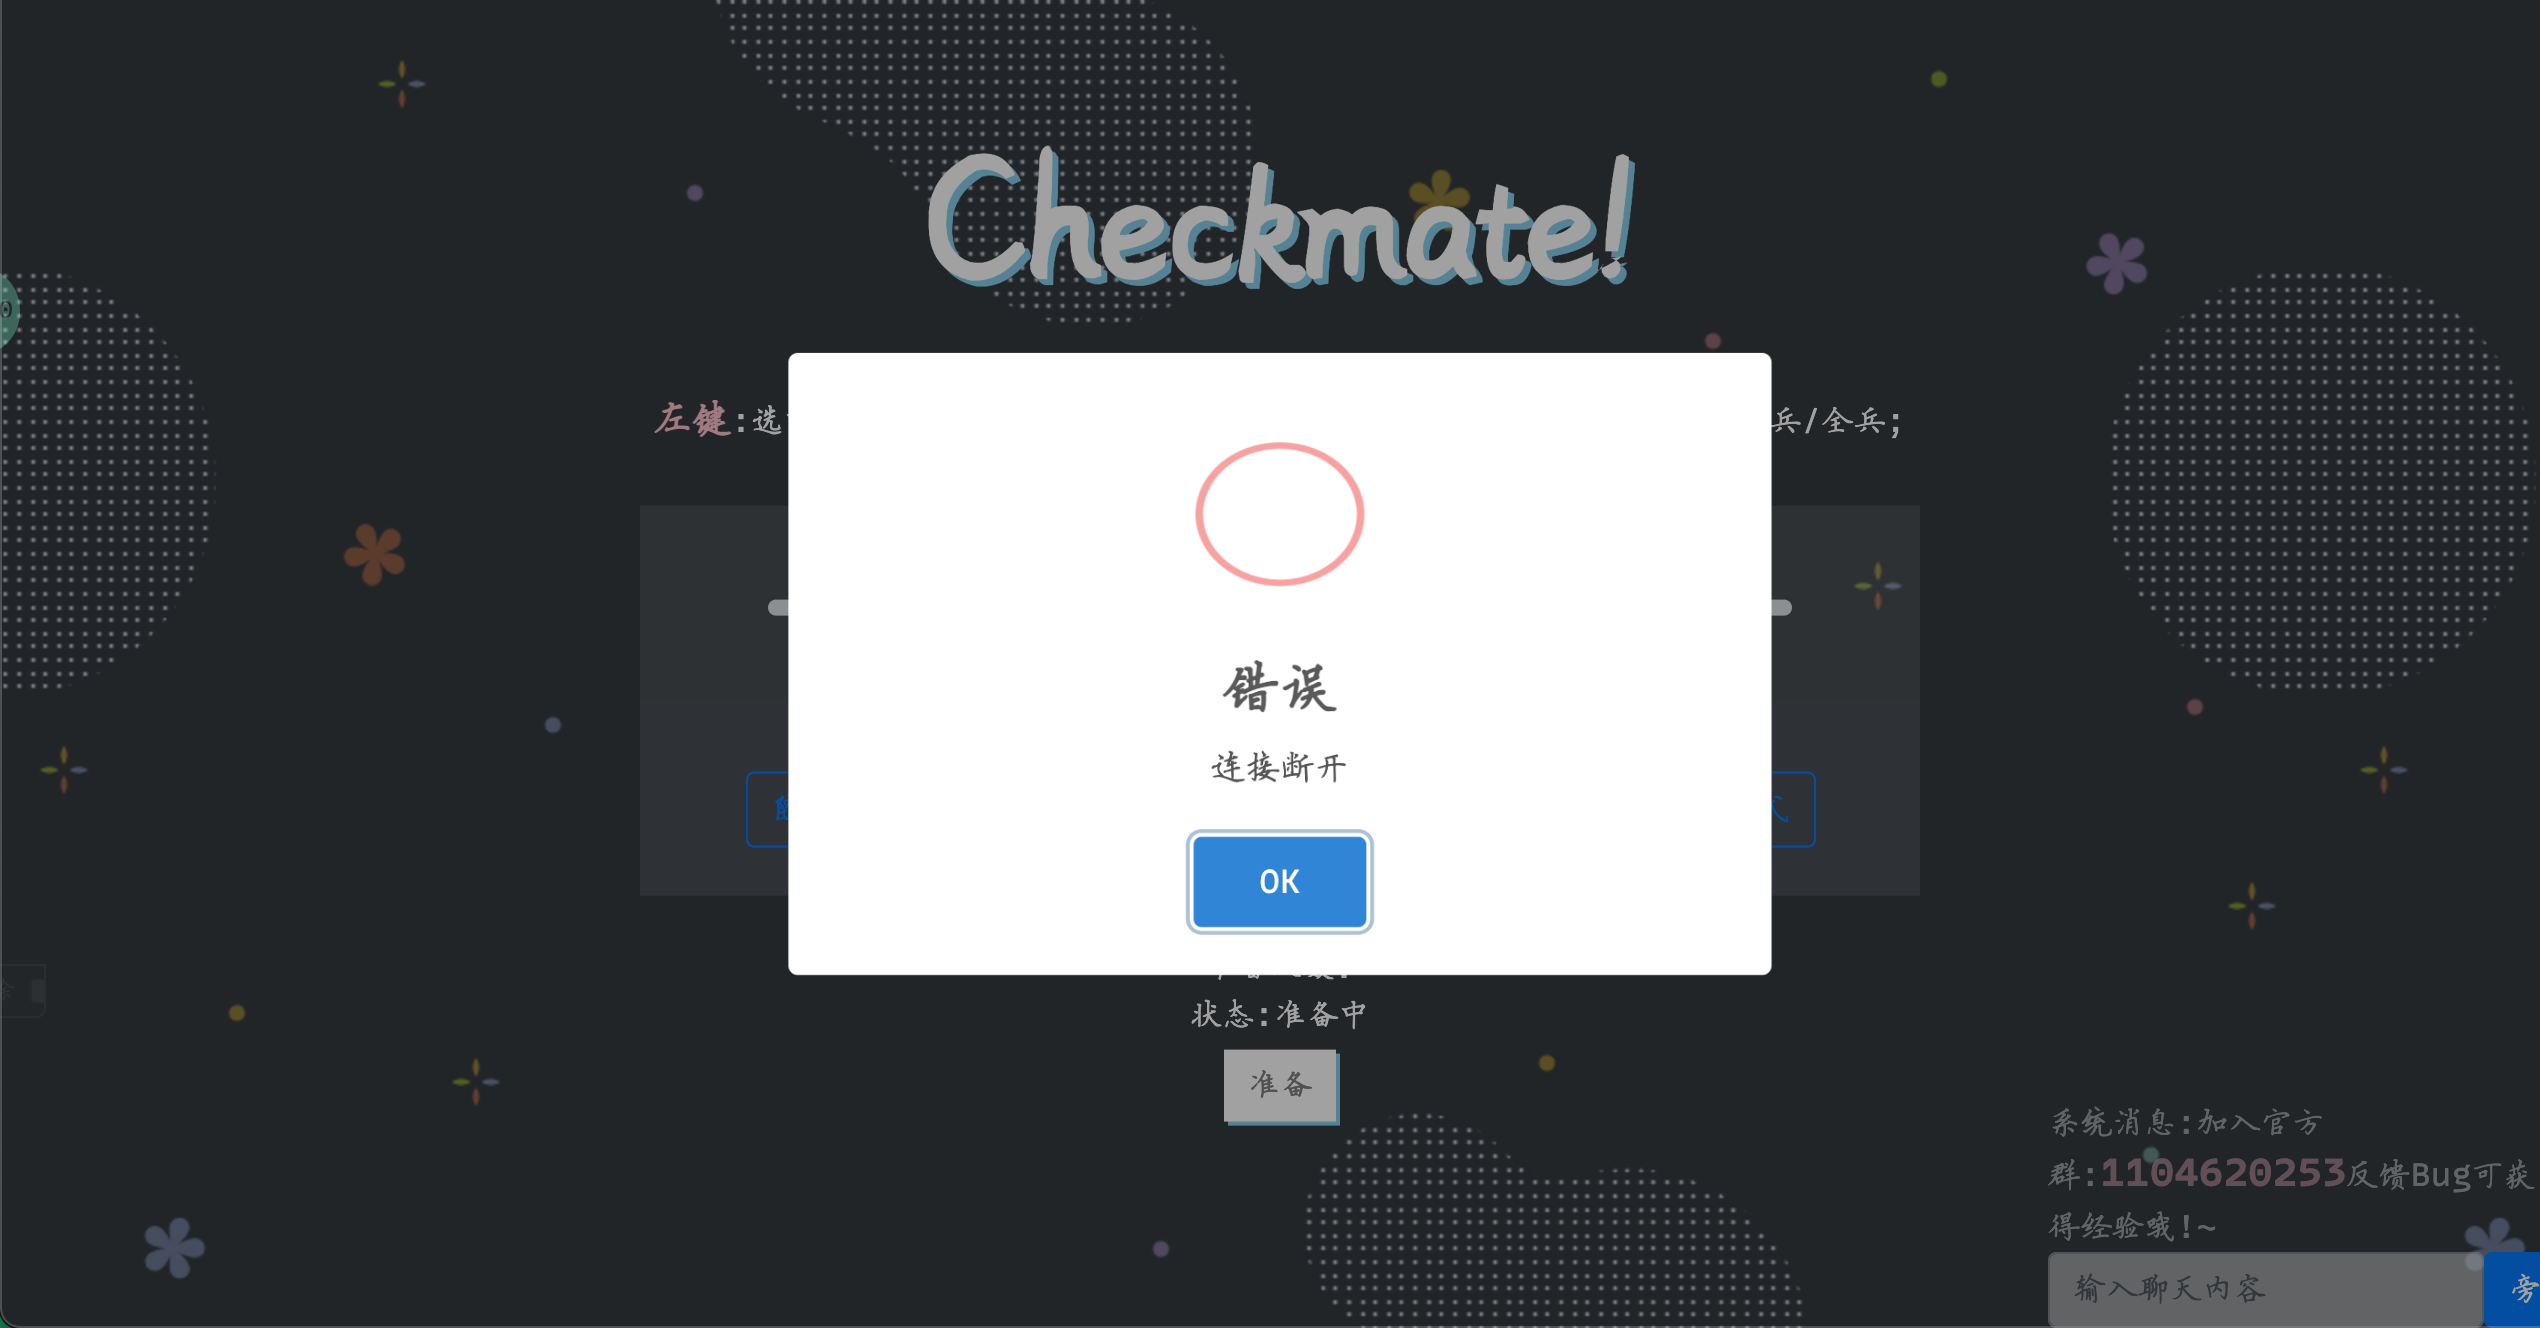 Checkmate!
左键:选
兵/全兵;
错误
连接断开
OK
状态:准备中
准备
系统消息:加入官方
群:1104620253反馈Bug可获
得经验哦!~
输入聊天内容
旁
0